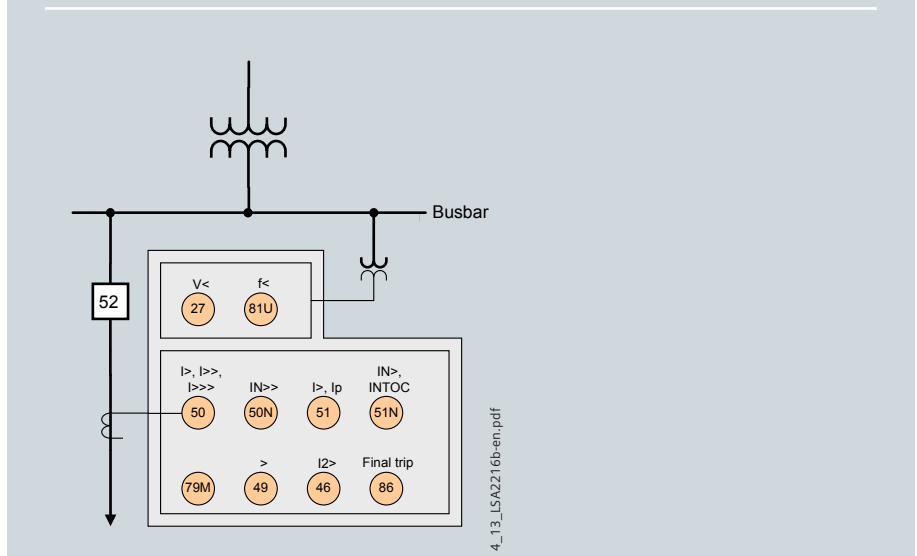 Busbar
52
V<
f<
27
81U
I>, I>>,
I>>>
IN>>
I>, Ip
IN>,
INTOC
50
50N
51
51N
>
I2>
Final trip
79M
49
46
86
4_13_LSA2216b-en.pdf